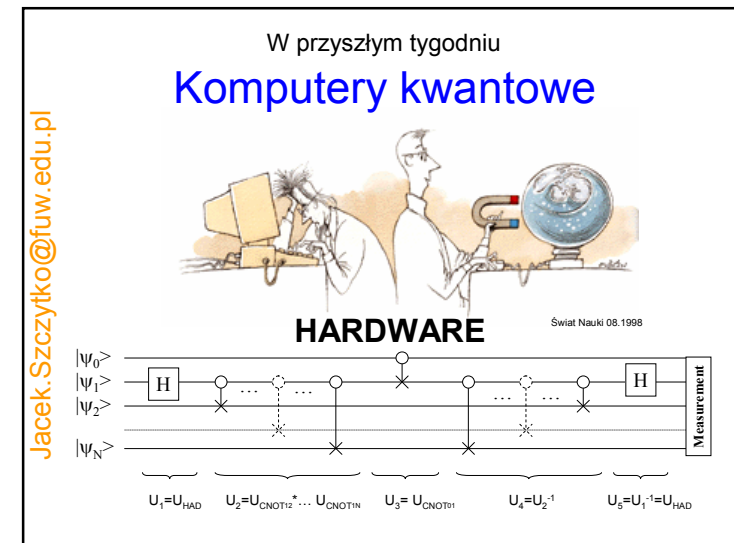 W przyszłym tygodniu
Komputery kwantowe
Jacek.Szczytko@fuw.edu.pl
Świat Nauki 08.1998
HARDWARE
|ψ0>
|ψ1>
|ψ2>
|ψN>
H
... ...
... ...
H
Measurement
U1=UHAD U2=UCNOT12*... UCNOT1N U3= UCNOT01 U4=U2-1 U5=U1-1=UHAD